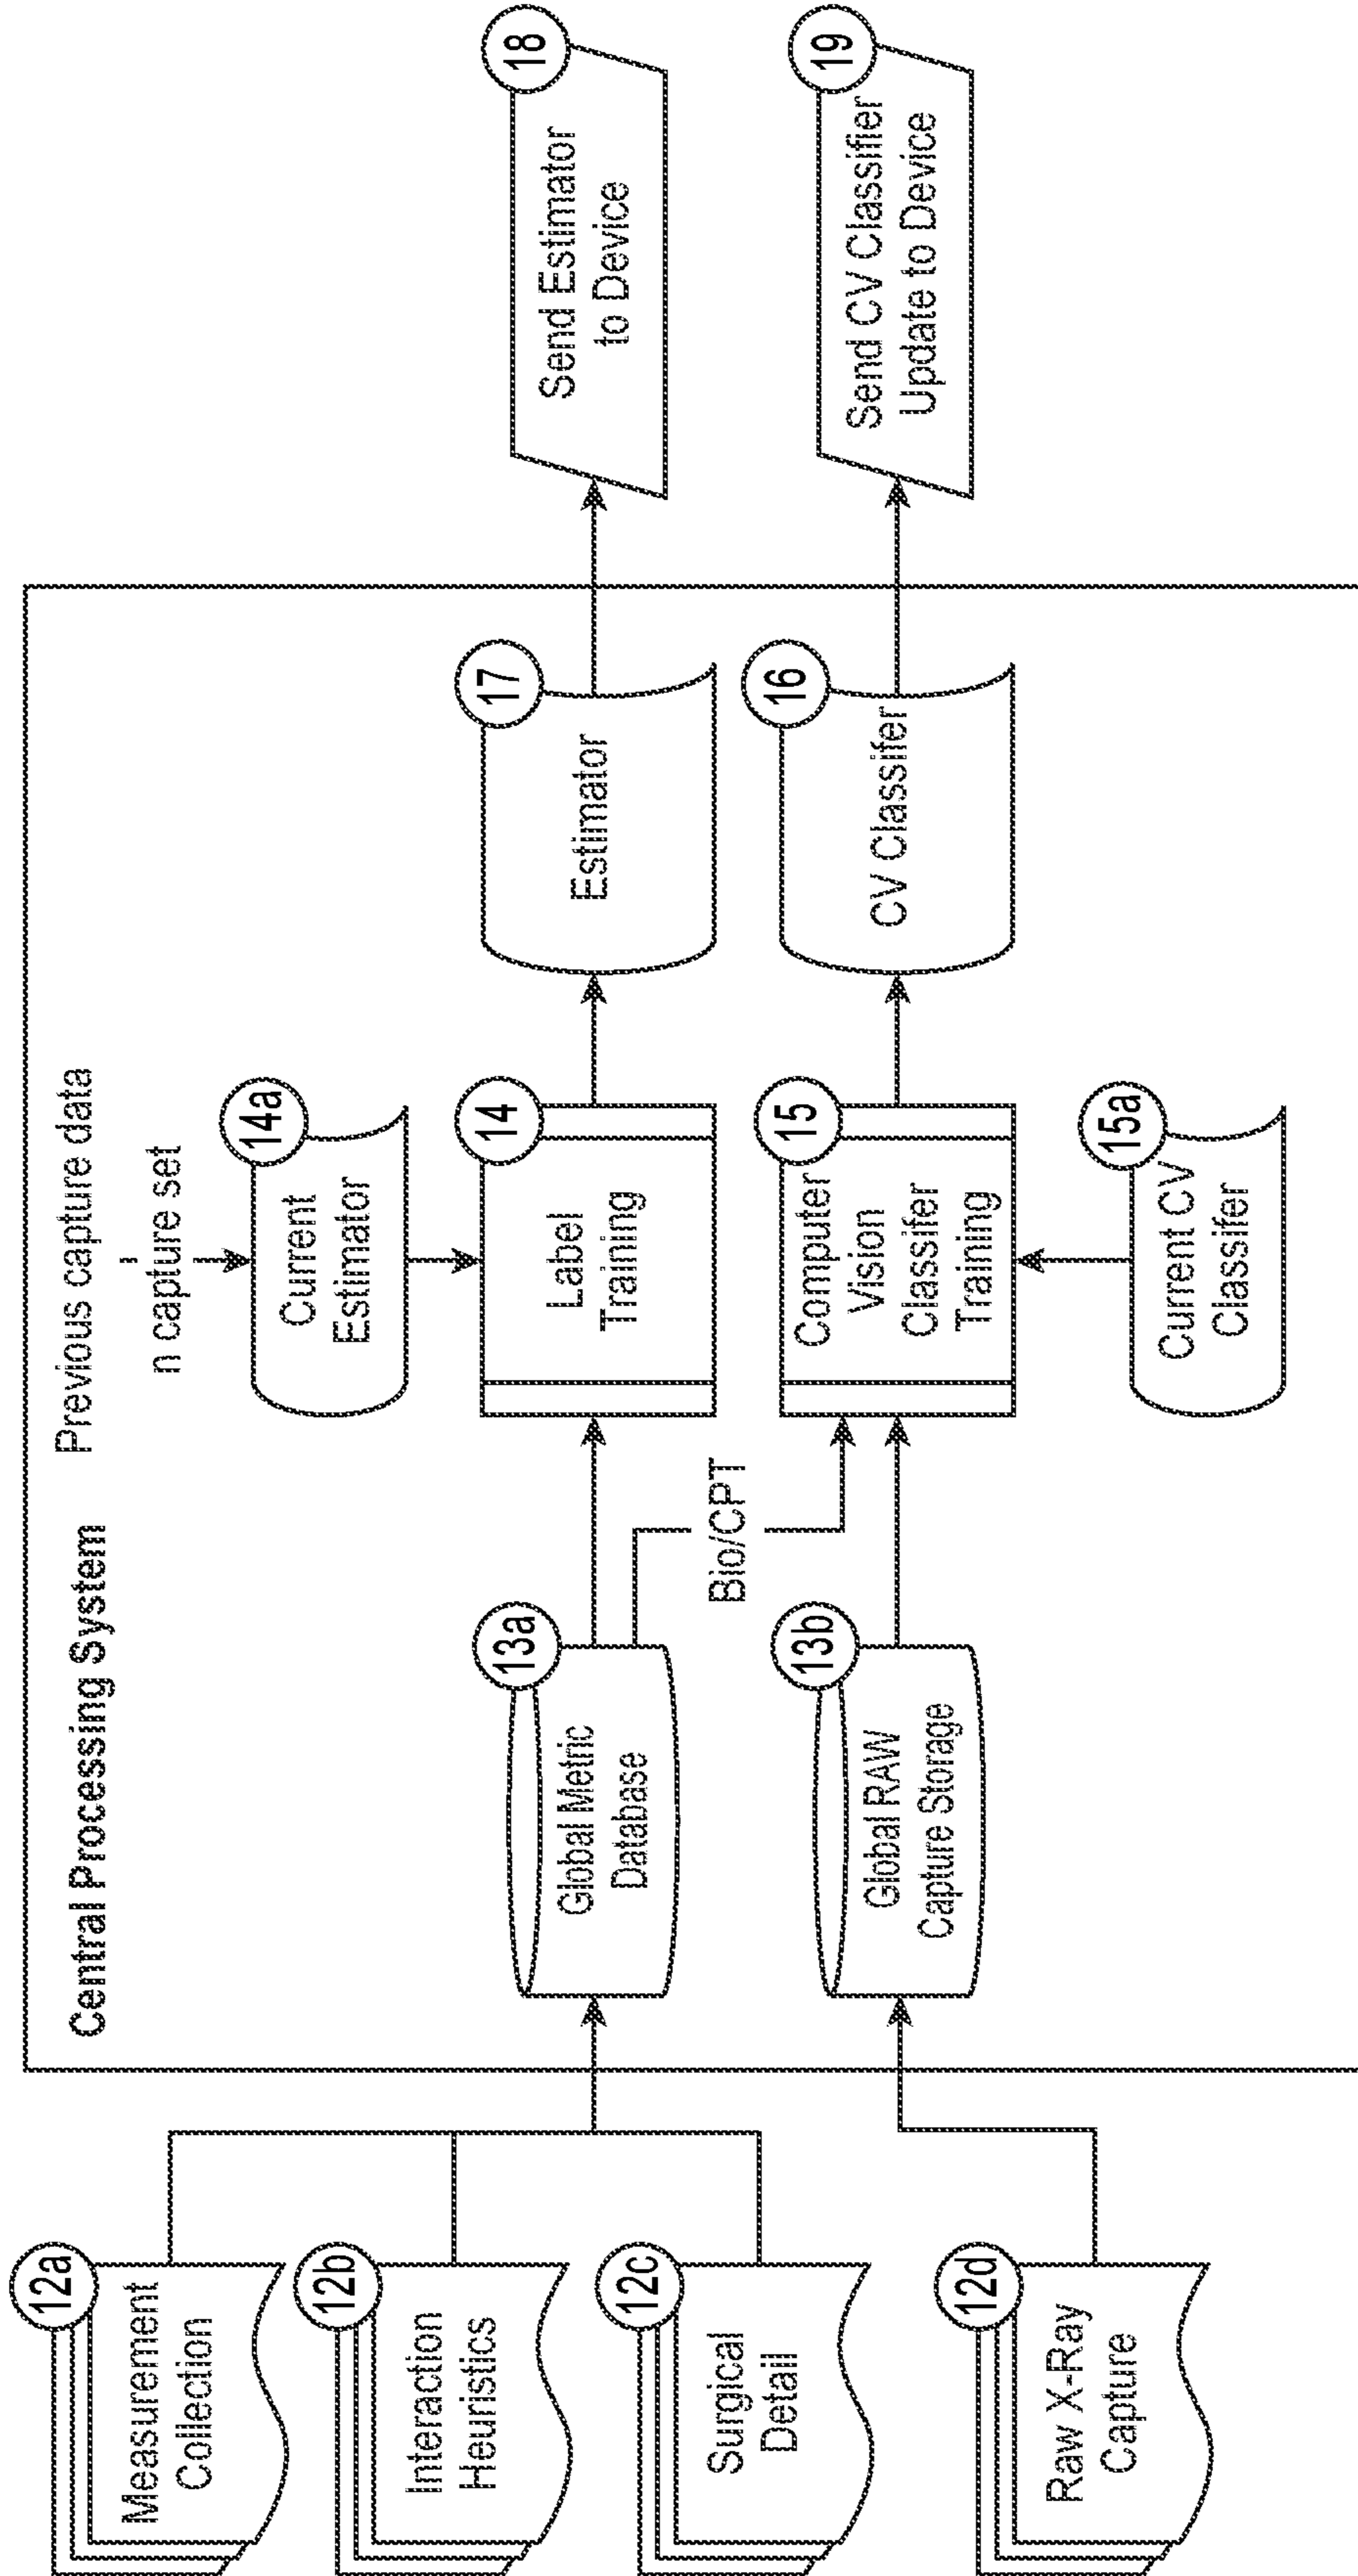 12a
Measurement
Collection
12b
Interaction
Heuristics
12c
Surgical
Detail
12d
Raw X-Ray
Capture
Central Processing System
13a
Global Metric
Database
13b
Global RAW
Capture Storage
Bio/CPT
Previous capture data
n capture set
14a
Current
Estimator
14
Label
Training
15
Computer
Vision
Classifer
Training
15a
Current CV
Classifer
17
Estimator
16
CV Classifer
18
Send Estimator
to Device
19
Send CV Classifier
Update to Device